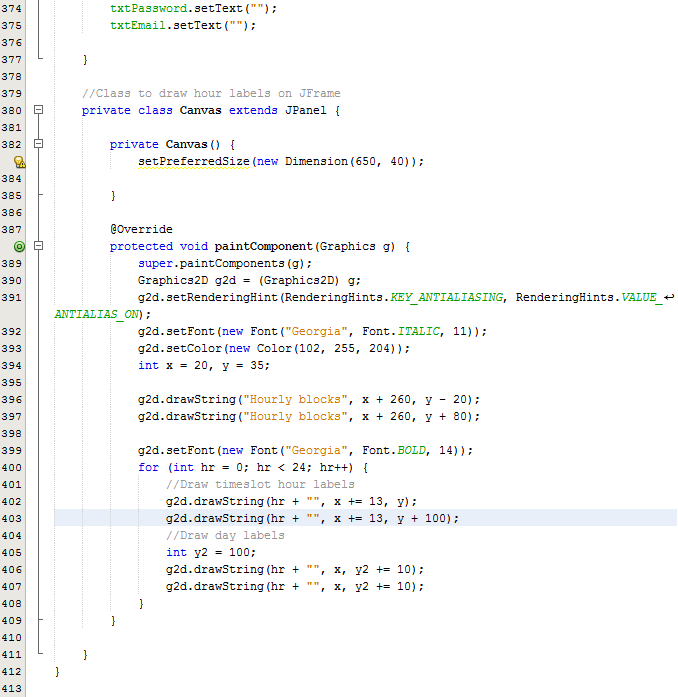 374 txtPassword.setText("");
375 txtEmail.setText("");
376
377 }
378
379 //Class to draw hour labels on JFrame
380 private class Canvas extends JPanel {
381
382 private Canvas() {
setPreferredSize(new Dimension(650, 40));
384
385 }
386
387 @Override
protected void paintComponent(Graphics g) {
389 super.paintComponents(g);
390 Graphics2D g2d = (Graphics2D) g;
391 g2d.setRenderingHint(RenderingHints.KEY_ANTIALIASING, RenderingHints.VALUE_↩
ANTIALIAS_ON);
392 g2d.setFont(new Font("Georgia", Font.ITALIC, 11));
393 g2d.setColor(new Color(102, 255, 204));
394 int x = 20, y = 35;
395
396 g2d.drawString("Hourly blocks", x + 260, y - 20);
397 g2d.drawString("Hourly blocks", x + 260, y + 80);
398
399 g2d.setFont(new Font("Georgia", Font.BOLD, 14));
400 for (int hr = 0; hr < 24; hr++) {
401 //Draw timeslot hour labels
402 g2d.drawString(hr + "", x += 13, y);
403 g2d.drawString(hr + "", x += 13, y + 100);
404 //Draw day labels
405 int y2 = 100;
406 g2d.drawString(hr + "", x, y2 += 10);
407 g2d.drawString(hr + "", x, y2 += 10);
408 }
409 }
410
411 }
412 }
413